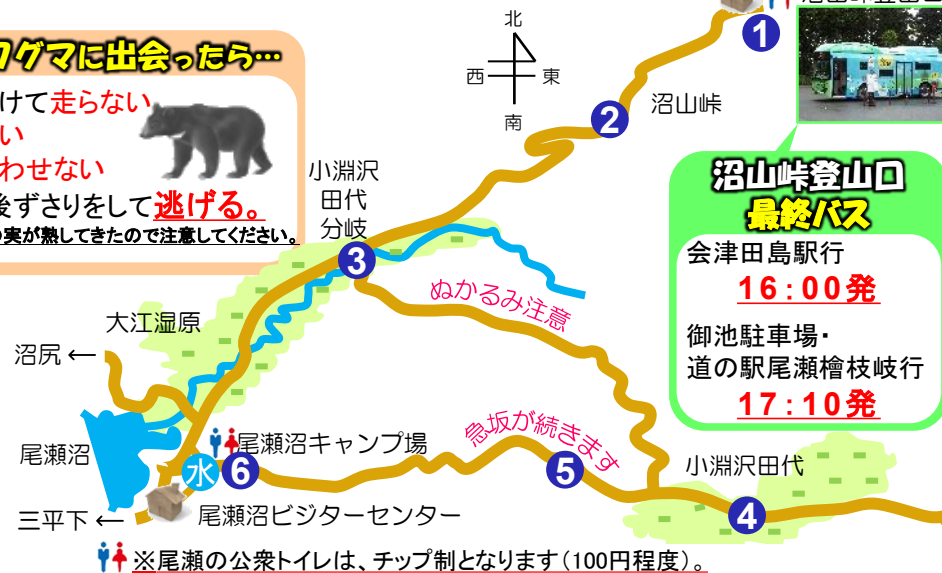 ワグマに出会ったら…
けて走らない
い
わせない
後ずさりをして逃げる。
実が熟してきたので注意してください。
北
西
東
南
1
2
沼山峠
沼山峠登山口
最終バス
会津田島駅行
16:00発
御池駐車場・
道の駅尾瀬檜枝岐行
17:10発
小淵沢
田代
分岐
3
ぬかるみ注意
大江湿原
沼尻←
尾瀬沼
水
6
尾瀬沼キャンプ場
急坂が続きます
5
小淵沢田代
4
三平下←
尾瀬沼ビジターセンター
※尾瀬の公衆トイレは、チップ制となります(100円程度)。